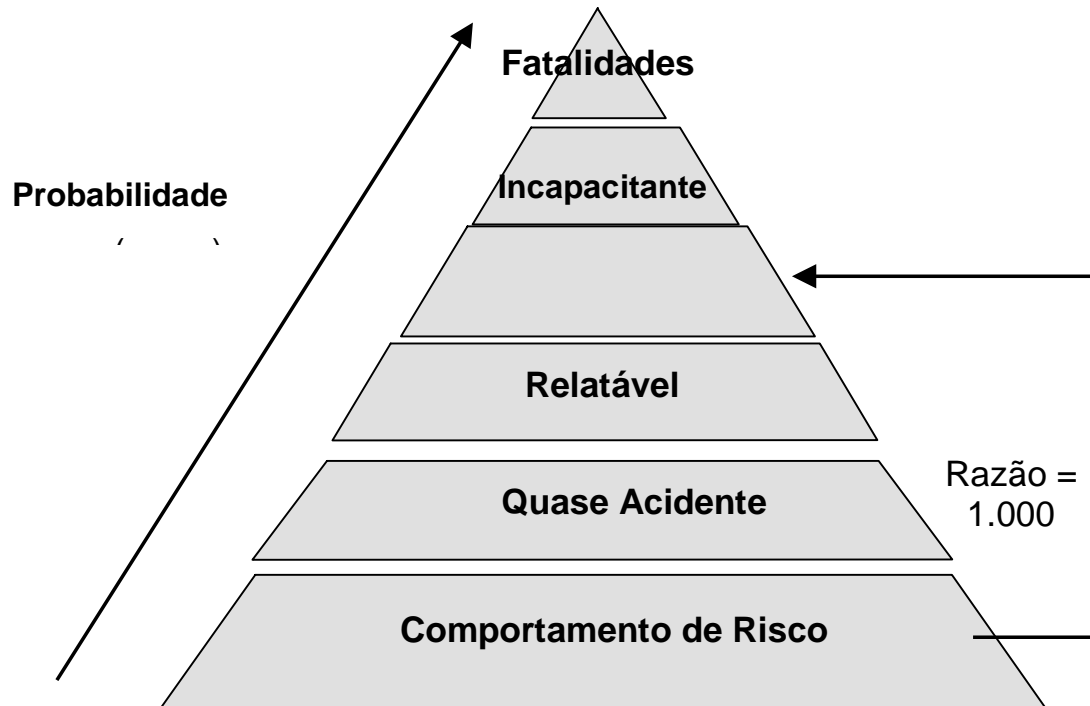 Fatalidades
Probabilidade
Incapacitante
Relatável
Razão =
1.000
Quase Acidente
Comportamento de Risco